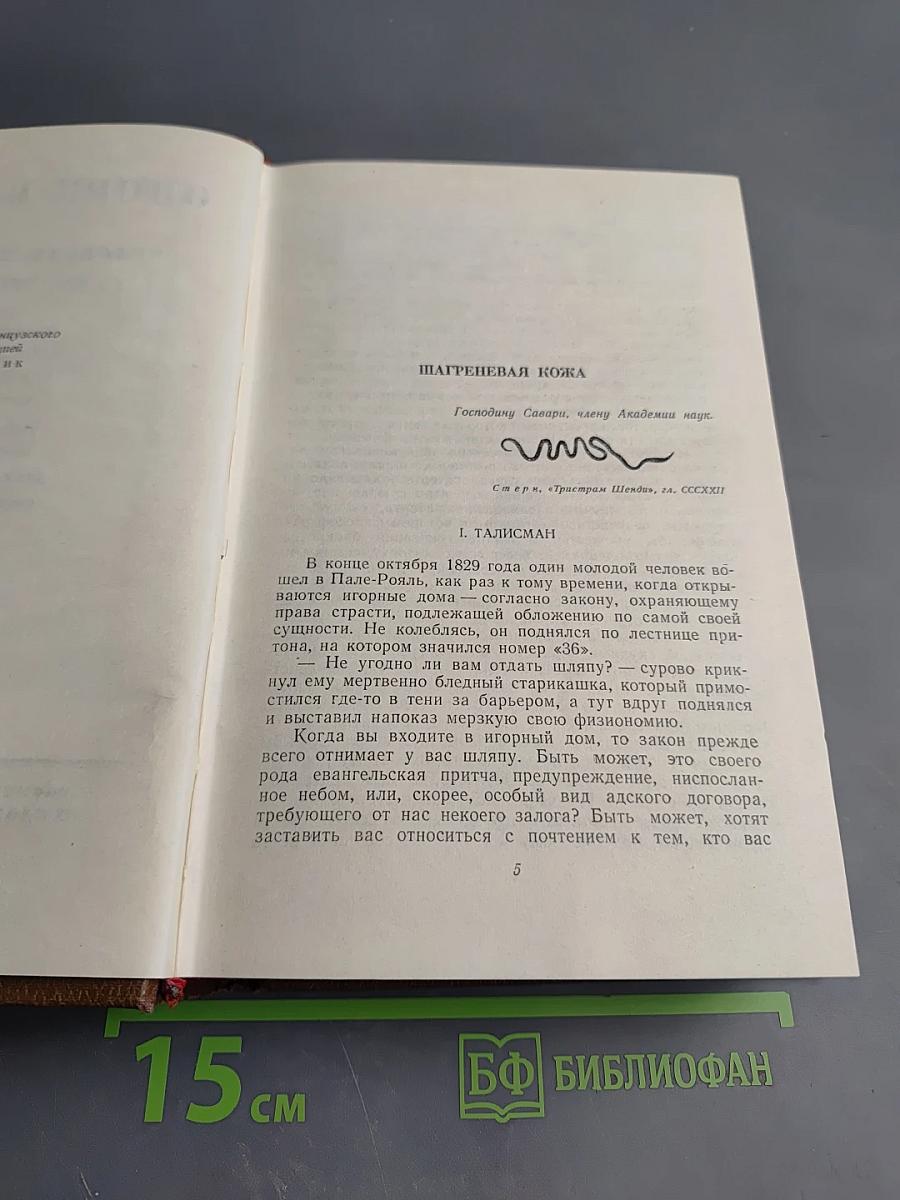 нцузского
цией
и к
ШАГРЕНЕВАЯ КОЖА
Господину Савари, члену Академии наук.
Стерн, «Тристрам Шенди», гл. CCCXXII
I. ТАЛИСМАН
В конце октября 1829 года один молодой человек во-
шел в Пале-Рояль, как раз к тому времени, когда откры-
ваются игорные дома — согласно закону, охраняющему
права страсти, подлежащей обложению по самой своей
сущности. Не колеблясь, он поднялся по лестнице при-
тона, на котором значился номер «36».
— Не угодно ли вам отдать шляпу? — сурово крик-
нул ему мертвенно бледный старикашка, который примо-
стился где-то в тени за барьером, а тут вдруг поднялся
и выставил напоказ мерзкую свою физиономию.
Когда вы входите в игорный дом, то закон прежде
всего отнимает у вас шляпу. Быть может, это своего
рода евангельская притча, предупреждение, ниспослан-
ное небом, или, скорее, особый вид адского договора,
требующего от нас некоего залога? Быть может, хотят
заставить вас относиться с почтением к тем, кто вас
5
15 см
БФ БИБЛИОФАН